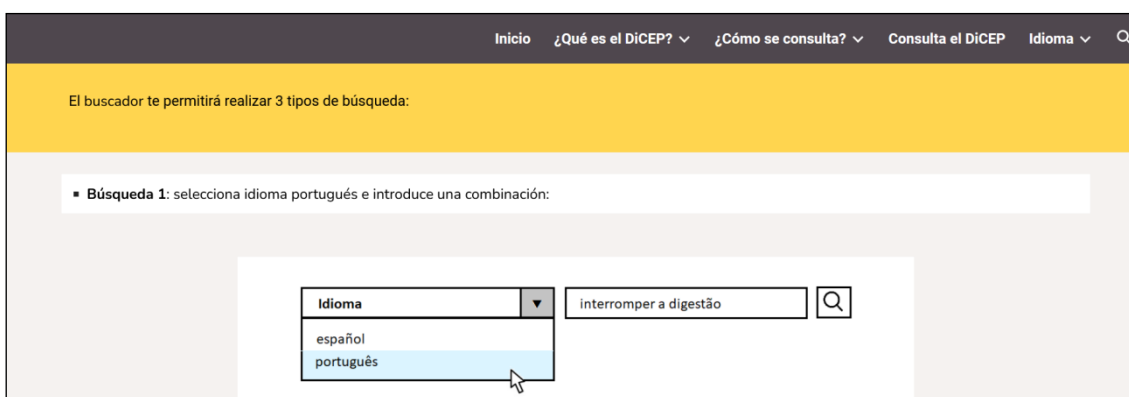 Inicio ¿Qué es el DiCEP? ¿Cómo se consulta? Consulta el DiCEP Idioma
El buscador te permitirá realizar 3 tipos de búsqueda:
▪ Búsqueda 1: selecciona idioma portugués e introduce una combinación:
Idioma interromper a digestão
español
português